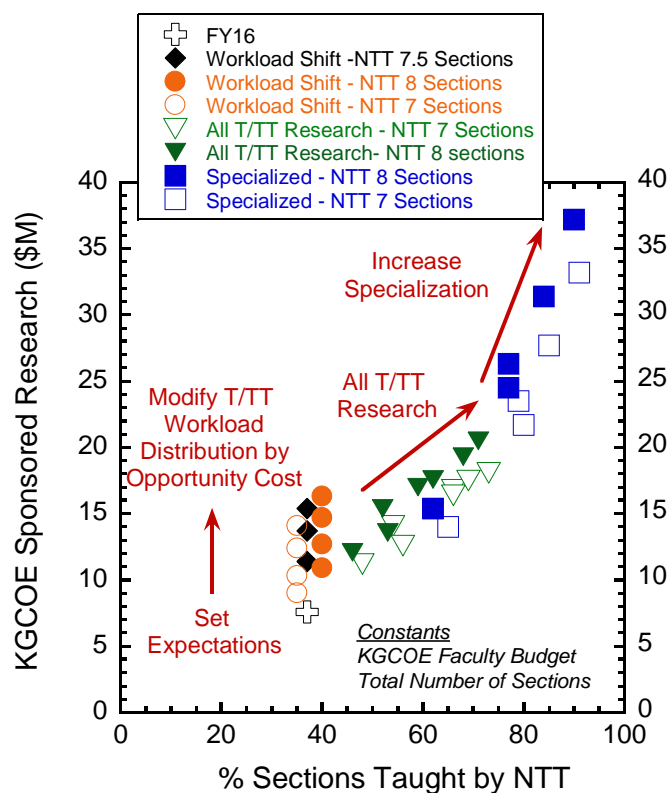 FY16
Workload Shift -NTT 7.5 Sections
Workload Shift - NTT 8 Sections
Workload Shift - NTT 7 Sections
All T/TT Research - NTT 7 Sections
All T/TT Research- NTT 8 sections
Specialized - NTT 8 Sections
Specialized - NTT 7 Sections
40
35
30
25
20
15
10
5
0
40
35
30
25
20
15
10
5
0
KGCOE Sponsored Research ($M)
Increase
Specialization
All T/TT
Research
Modify T/TT
Workload
Distribution by
Opportunity Cost
Set
Expectations
Constants
KGCOE Faculty Budget
Total Number of Sections
0 20 40 60 80 100
% Sections Taught by NTT